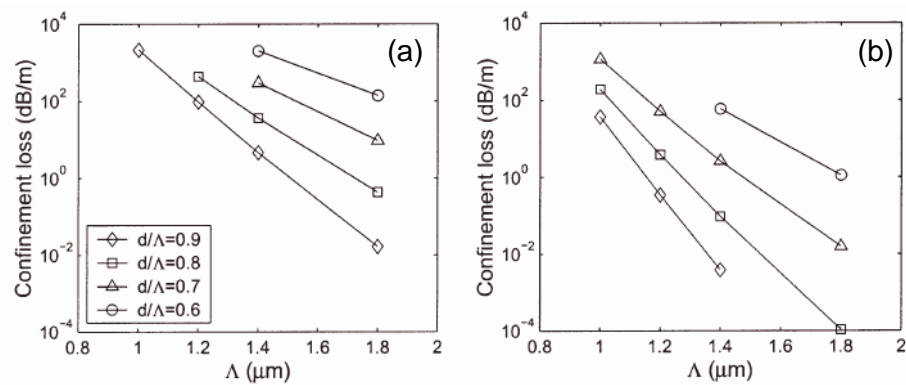 (a)
Confinement loss (dB/m)
10^4
10^2
10^0
10^-2
10^-4
d/Λ=0.9
d/Λ=0.8
d/Λ=0.7
d/Λ=0.6
0.8 1 1.2 1.4 1.6 1.8 2
Λ (μm)
(b)
Confinement loss (dB/m)
10^4
10^2
10^0
10^-2
10^-4
0.8 1 1.2 1.4 1.6 1.8 2
Λ (μm)